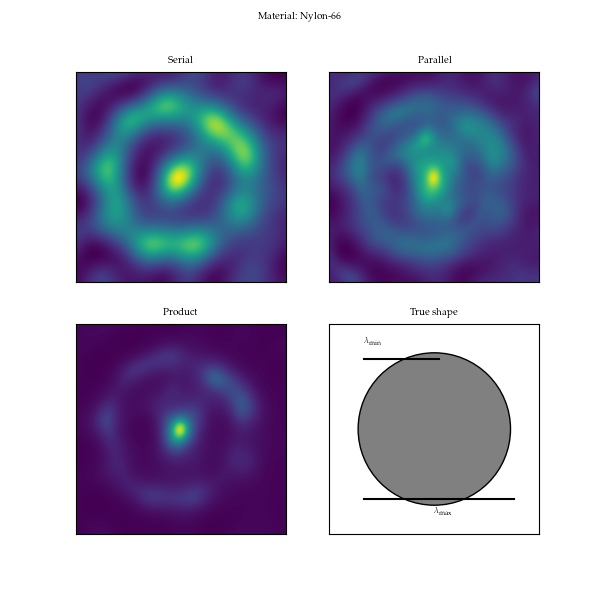 Material: Nylon-66
Serial
Parallel
Product
True shape
λmin
λmax